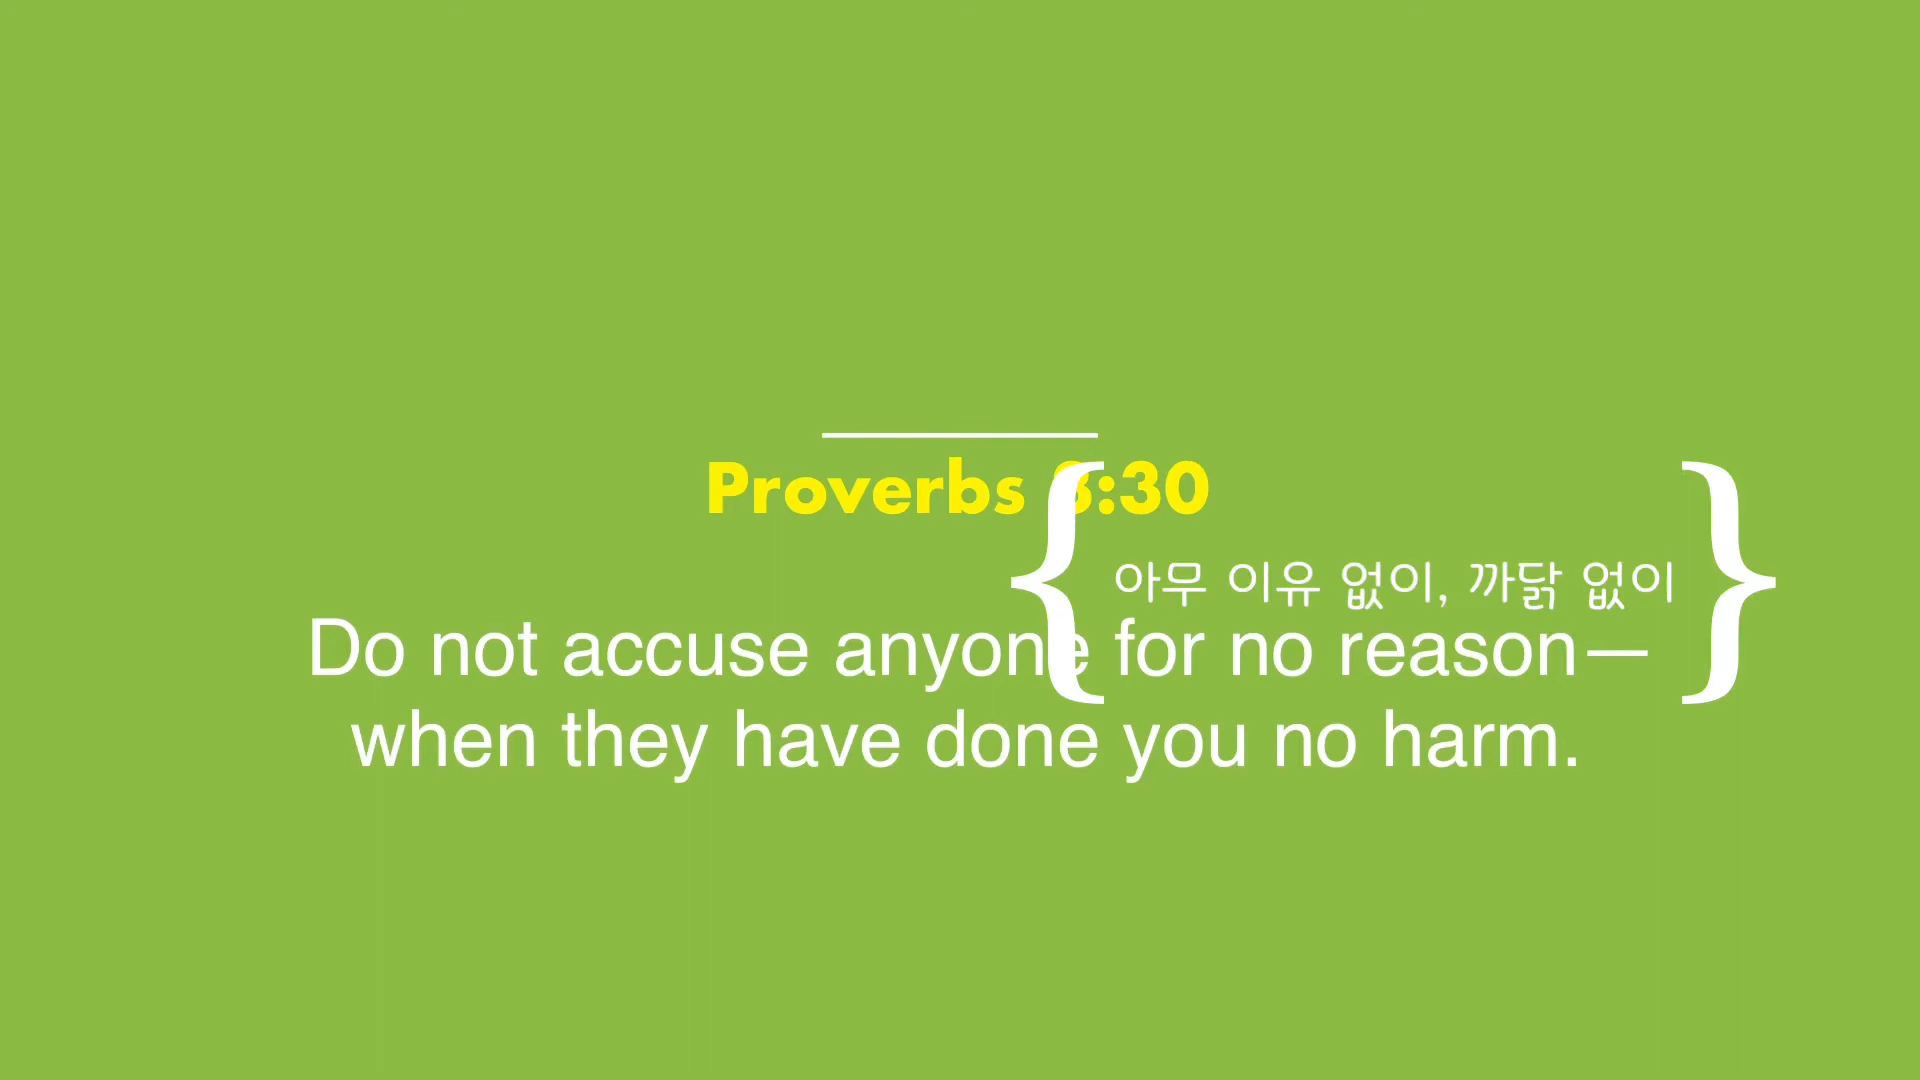 Proverbs 3:30
{아무 이유 없이, 까닭 없이}
Do not accuse anyone for no reason—
when they have done you no harm.